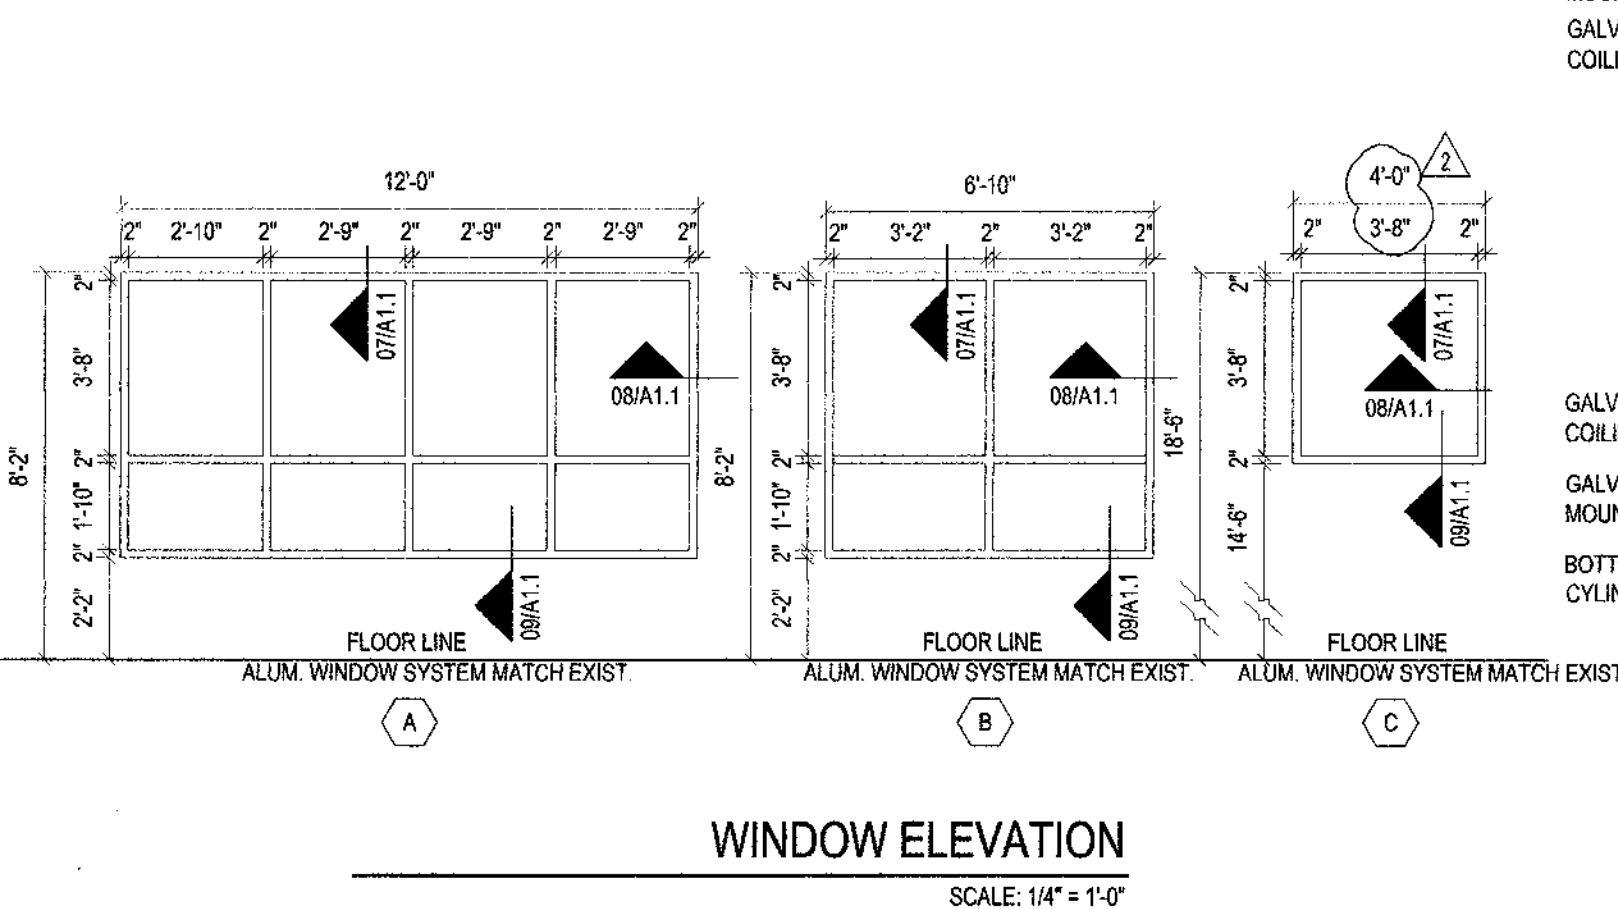 GALV
COILI
12'-0"
2" 2'-10" 2" 2'-9" 2" 2'-9" 2" 2'-9" 2"
8'-2"
2"
3'-8"
2"
1'-10"
2"
2'-2"
07/A1.1
08/A1.1
09/A1.1
FLOOR LINE
ALUM. WINDOW SYSTEM MATCH EXIST.
A
6'-10"
2" 3'-2" 2" 3'-2" 2"
8'-2"
2"
3'-8"
2"
1'-10"
2"
2'-2"
07/A1.1
08/A1.1
09/A1.1
FLOOR LINE
ALUM. WINDOW SYSTEM MATCH EXIST.
B
4'-0"
2
2" 3'-8" 2"
18'-6"
2"
3'-8"
2"
14'-6"
07/A1.1
08/A1.1
09/A1.1
FLOOR LINE
ALUM. WINDOW SYSTEM MATCH EXIST
C
GALV
COILI
GALV
MOUN
BOTT
CYLIN
WINDOW ELEVATION
SCALE: 1/4" = 1'-0"